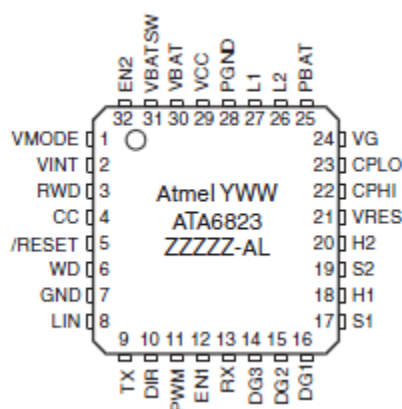 EN2 VBATSW VBAT VCC PGND L1 L2 PBAT
32 31 30 29 28 27 26 25
VMODE 1
VINT 2
RWD 3
CC 4
/RESET 5
WD 6
GND 7
LIN 8
Atmel YWW
ATA6823
ZZZZZ-AL
24 VG
23 CPLO
22 CPHI
21 VRES
20 H2
19 S2
18 H1
17 S1
9 10 11 12 13 14 15 16
TX DIR PWM EN1 RX DG3 DG2 DG1